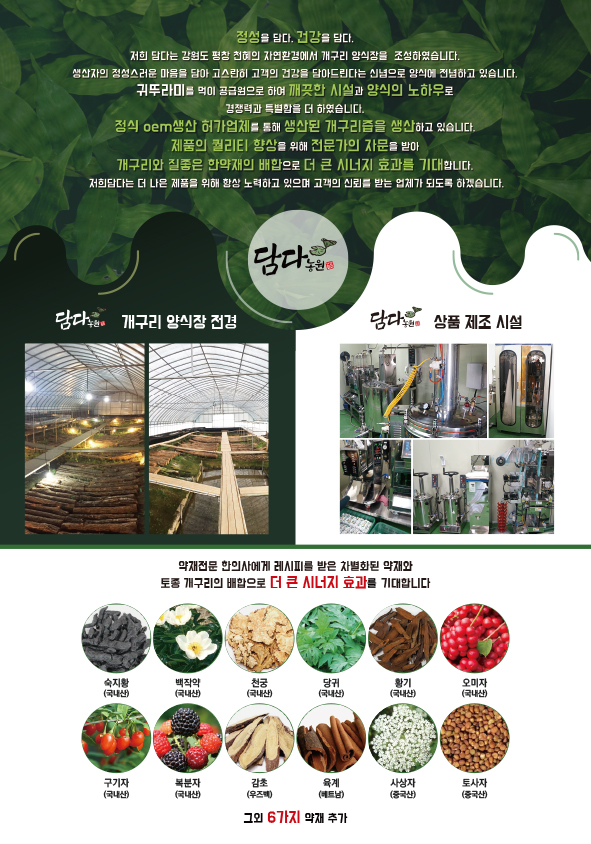 정성을 담다. 건강을 담다.
저희 담다는 강원도 평창 천혜의 자연환경에서 개구리 양식장을 조성하였습니다.
생산자의 정성스러운 마음을 담아 고스란히 고객의 건강을 담아드린다는 신념으로 양식에 전념하고 있습니다.
귀뚜라미를 먹이 공급원으로 하여 깨끗한 시설과 양식의 노하우로
경쟁력과 특별함을 더 하였습니다.
정식 oem생산 허가업체를 통해 생산된 개구리즙을 생산하고 있습니다.
제품의 퀄리티 향상을 위해 전문가의 자문을 받아
개구리와 질좋은 한약재의 배합으로 더 큰 시너지 효과를 기대합니다.
저희담다는 더 나은 제품을 위해 항상 노력하고 있으며 고객의 신뢰를 받는 업체가 되도록 하겠습니다.
담다농원
담다농원 개구리 양식장 전경
담다농원 상품 제조 시설
약재전문 한의사에게 레시피를 받은 차별화된 약재와
토종 개구리의 배합으로 더 큰 시너지 효과를 기대합니다
숙지황 백작약 천궁 당귀 황기 오미자
(국내산) (국내산) (국내산) (국내산) (국내산) (국내산)
구기자 복분자 감초 육계 사상자 토사자
(국내산) (국내산) (우즈벡) (베트남) (중국산) (중국산)
그외 6가지 약재 추가